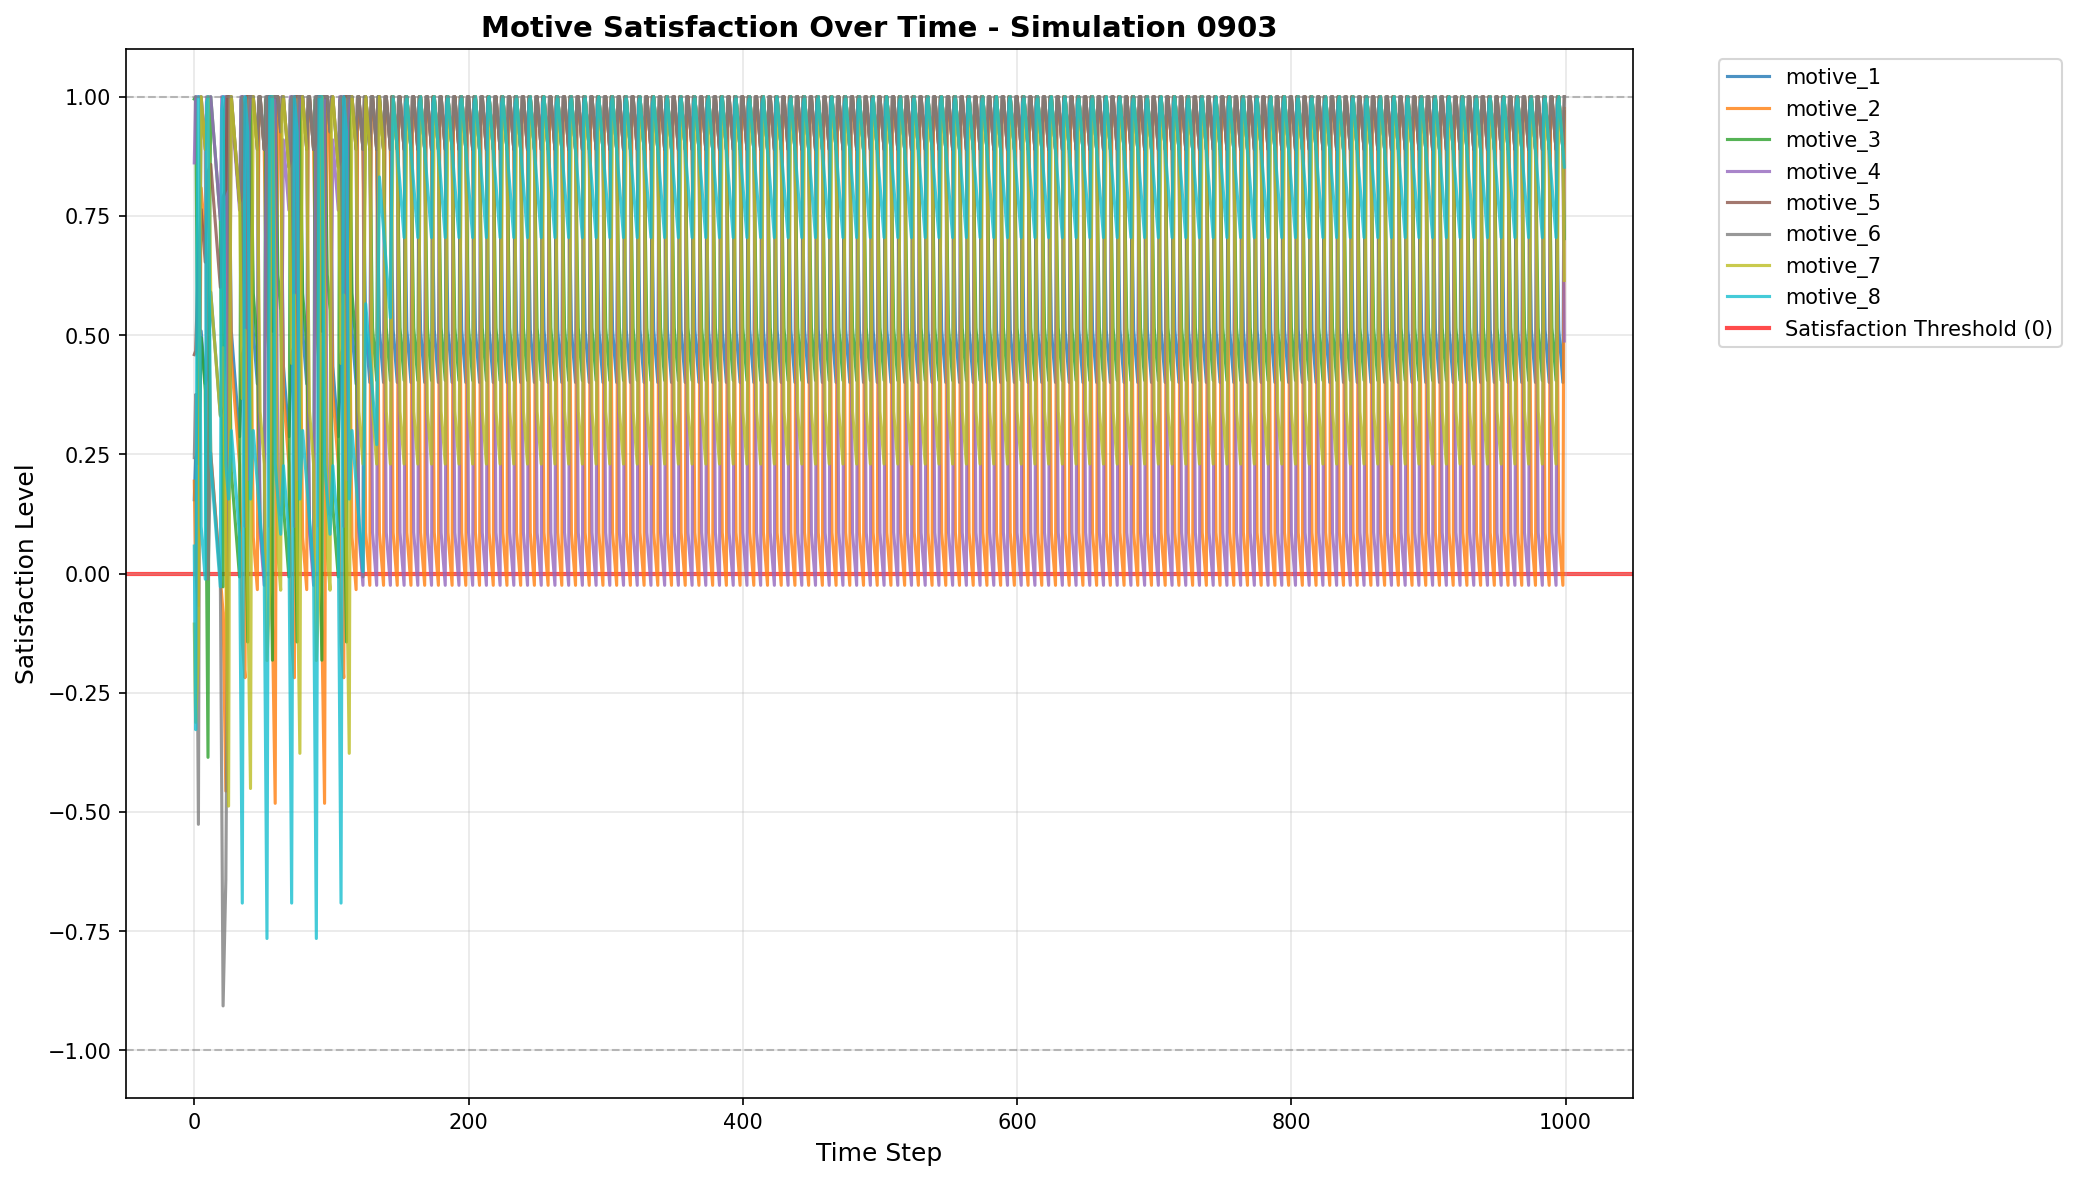 Motive Satisfaction Over Time - Simulation 0903
1.00
0.75
0.50
0.25
0.00
−0.25
−0.50
−0.75
−1.00
Satisfaction Level
0
200
400
600
800
1000
Time Step
motive_1
motive_2
motive_3
motive_4
motive_5
motive_6
motive_7
motive_8
Satisfaction Threshold (0)